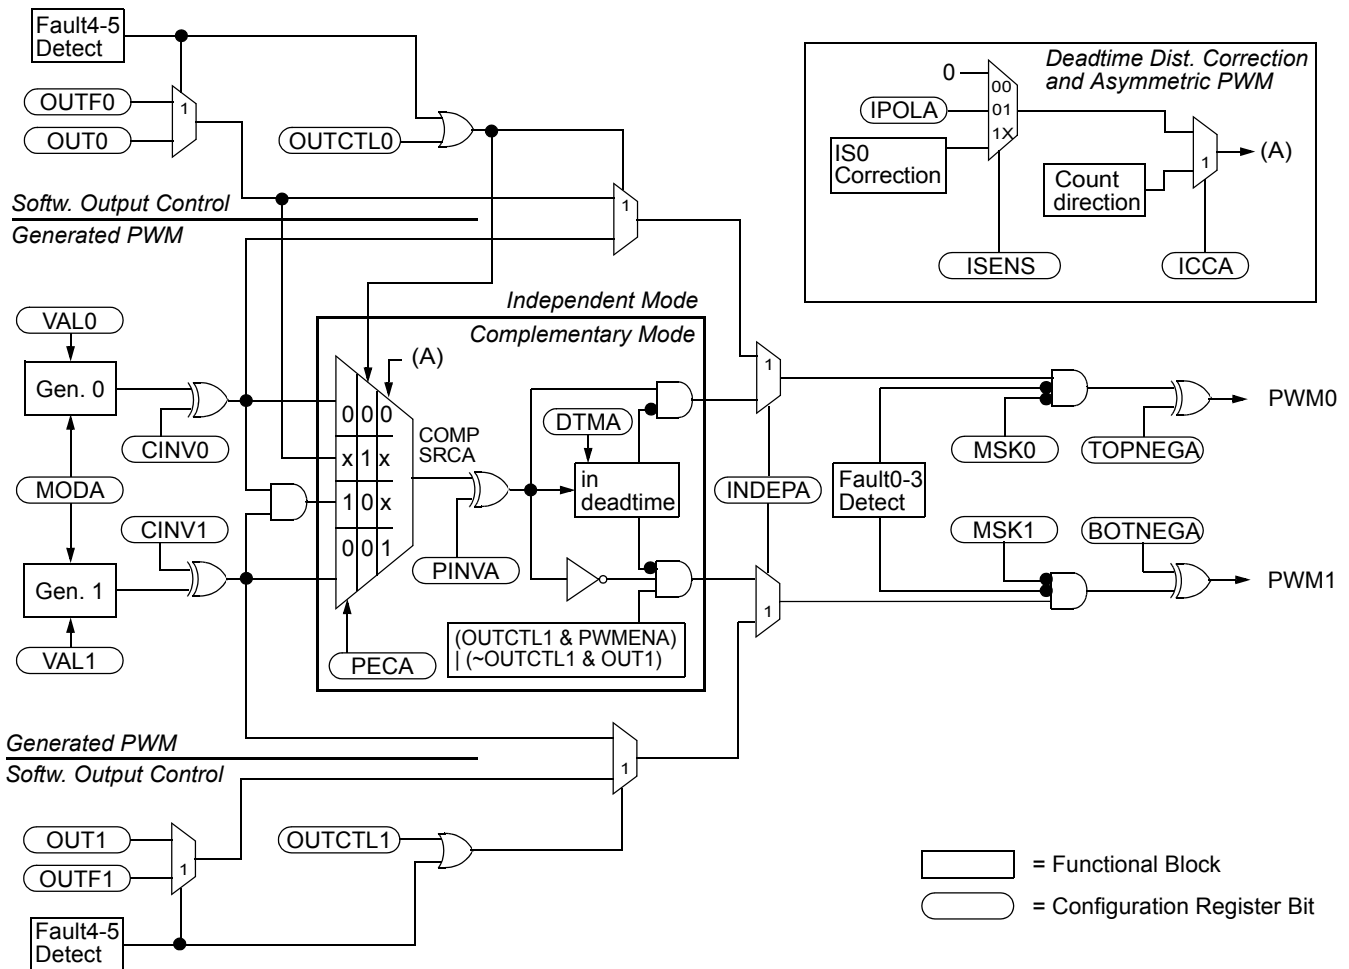 Fault4-5
Detect
OUTF0
OUT0
1
OUTCTL0
Softw. Output Control
Generated PWM
1
Deadtime Dist. Correction
and Asymmetric PWM
0
00
01
1X
IPOLA
IS0
Correction
Count
direction
1
(A)
ISENS
ICCA
Independent Mode
Complementary Mode
VAL0
Gen. 0
CINV0
MODA
CINV1
Gen. 1
VAL1
(A)
0 0 0
x 1 x
1 0 x
0 0 1
COMP
SRCA
PINVA
PECA
DTMA
in
deadtime
(OUTCTL1 & PWMENA)
| (~OUTCTL1 & OUT1)
1
INDEPA
1
Fault0-3
Detect
MSK0
TOPNEGA
PWM0
MSK1
BOTNEGA
PWM1
Generated PWM
Softw. Output Control
1
OUT1
OUTF1
1
OUTCTL1
Fault4-5
Detect
= Functional Block
= Configuration Register Bit